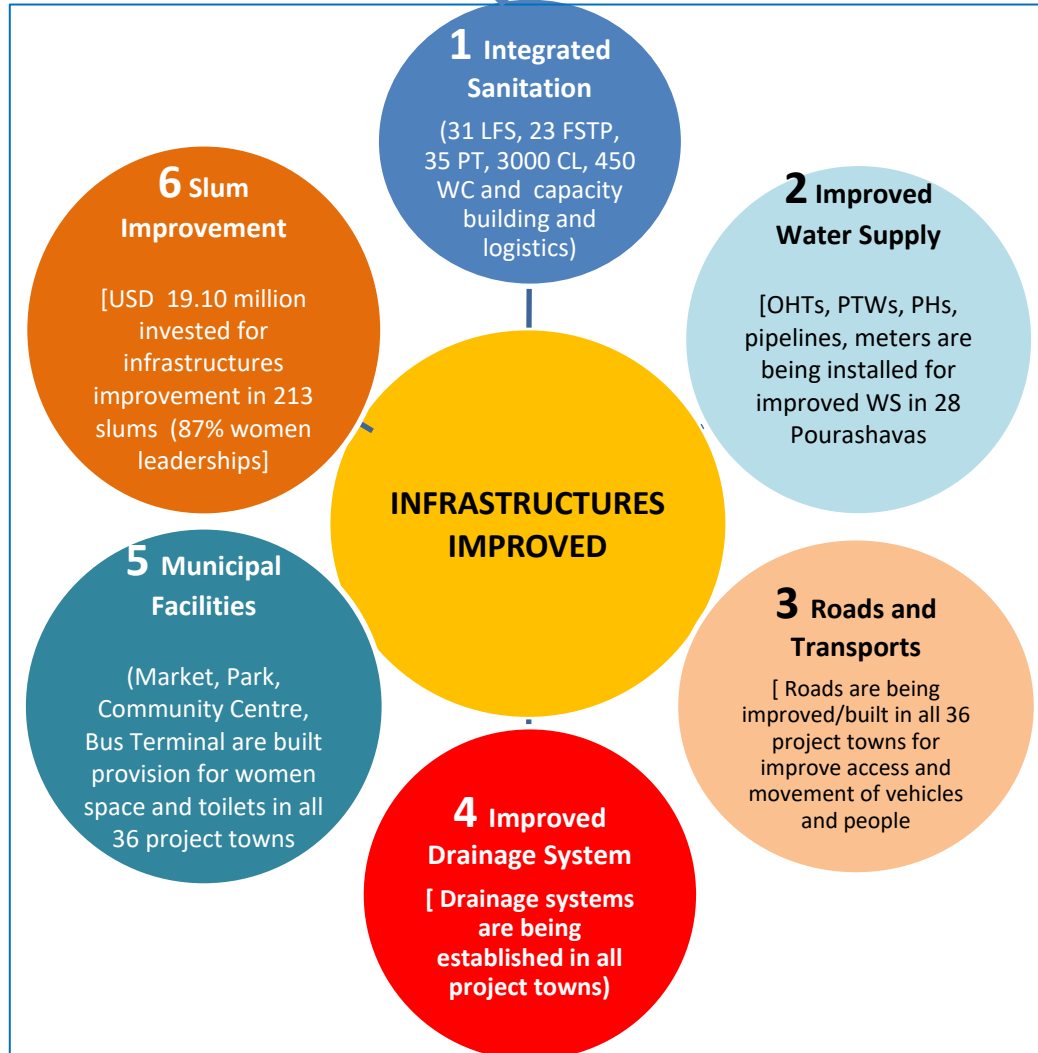 1 Integrated
Sanitation
(31 LFS, 23 FSTP,
35 PT, 3000 CL, 450
WC and capacity
building and
logistics)
2 Improved
Water Supply
[OHTs, PTWs, PHs,
pipelines, meters are
being installed for
improved WS in 28
Pourashavas
3 Roads and
Transports
[ Roads are being
improved/built in all 36
project towns for
improve access and
movement of vehicles
and people
4 Improved
Drainage System
[ Drainage systems
are being
established in all
project towns)
5 Municipal
Facilities
(Market, Park,
Community Centre,
Bus Terminal are built
provision for women
space and toilets in all
36 project towns
6 Slum
Improvement
[USD 19.10 million
invested for
infrastructures
improvement in 213
slums (87% women
leaderships]
INFRASTRUCTURES
IMPROVED